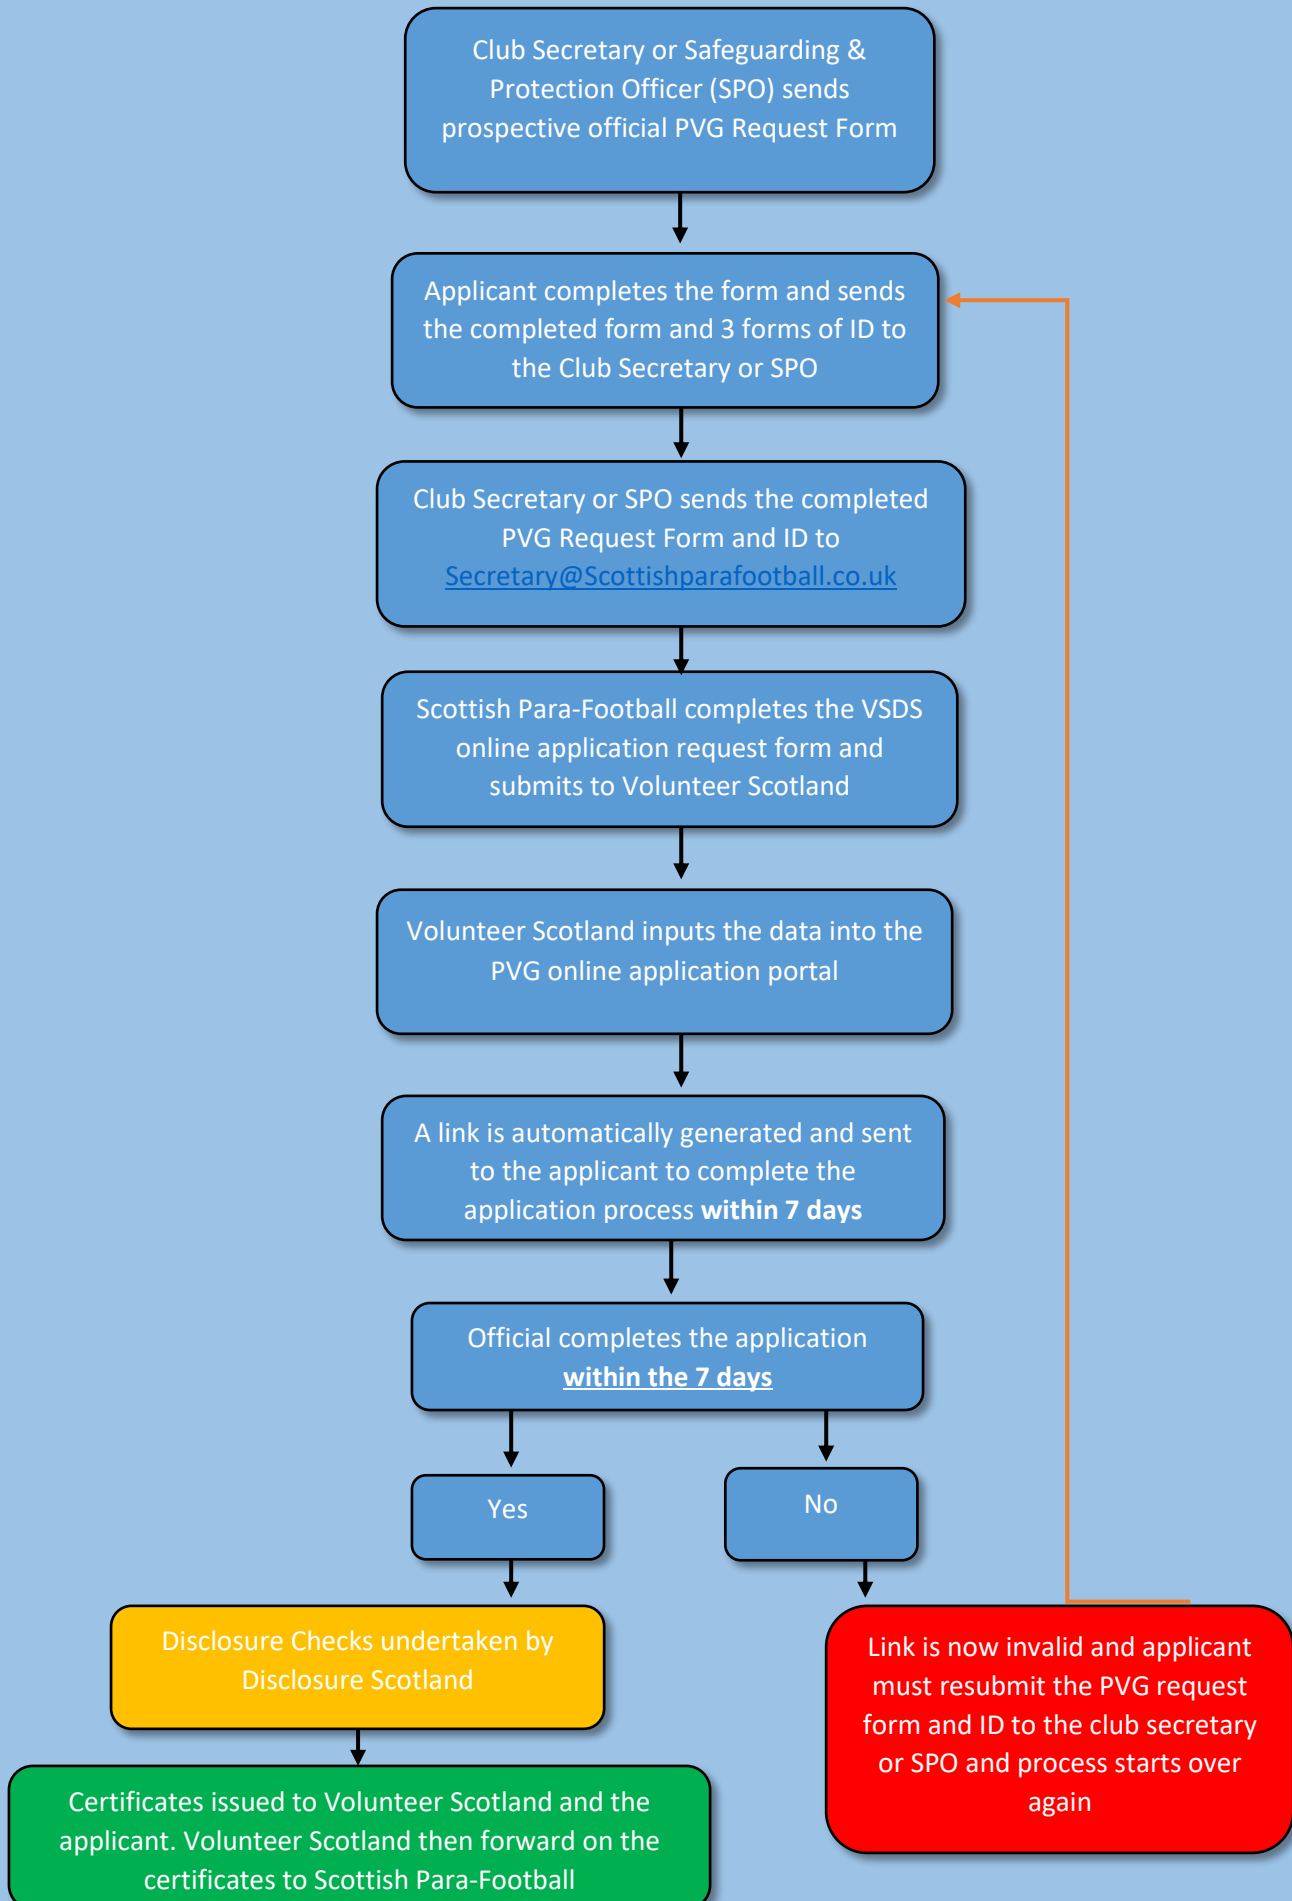 Club Secretary or Safeguarding &
Protection Officer (SPO) sends
prospective official PVG Request Form
Applicant completes the form and sends
the completed form and 3 forms of ID to
the Club Secretary or SPO
Club Secretary or SPO sends the completed
PVG Request Form and ID to
Secretary@Scottishparafootball.co.uk
Scottish Para-Football completes the VSDS
online application request form and
submits to Volunteer Scotland
Volunteer Scotland inputs the data into the
PVG online application portal
A link is automatically generated and sent
to the applicant to complete the
application process within 7 days
Official completes the application
within the 7 days
Yes
No
Disclosure Checks undertaken by
Disclosure Scotland
Link is now invalid and applicant
must resubmit the PVG request
form and ID to the club secretary
or SPO and process starts over
again
Certificates issued to Volunteer Scotland and the
applicant. Volunteer Scotland then forward on the
certificates to Scottish Para-Football